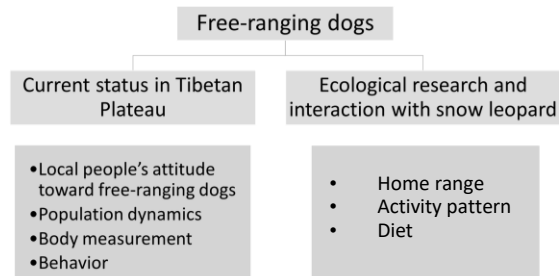 Free-ranging dogs
Current status in Tibetan
Plateau
Ecological research and
interaction with snow leopard
•Local people's attitude
toward free-ranging dogs
•Population dynamics
•Body measurement
•Behavior
• Home range
• Activity pattern
• Diet